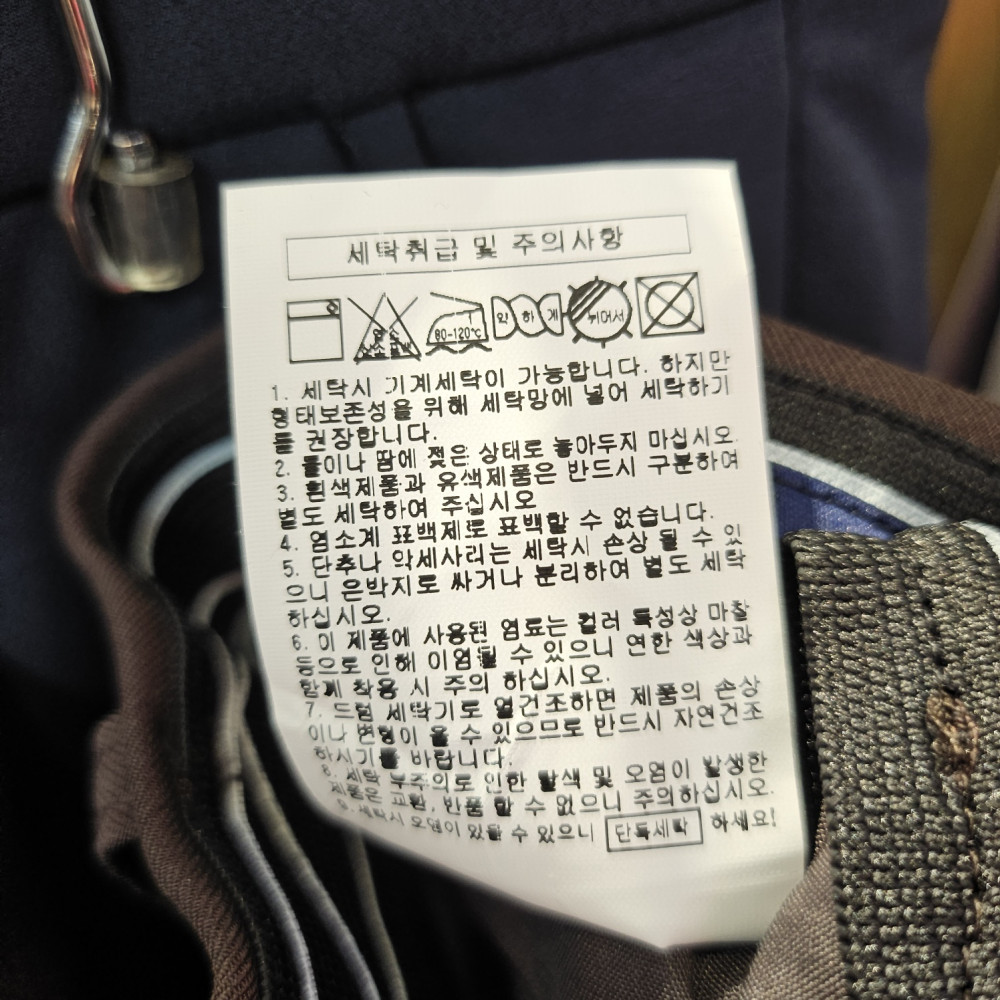 세탁취급 및 주의사항
염소
염소표백
80-120℃
약 하 게
뉘어서
1. 세탁시 기계세탁이 가능합니다. 하지만
형태보존성을 위해 세탁망에 넣어 세탁하기
를 권장합니다.
2. 물이나 땀에 젖은 상태로 놓아두지 마십시오.
3. 흰색제품과 유색제품은 반드시 구분하여
별도 세탁하여 주십시오
4. 염소계 표백제로 표백할 수 없습니다.
5. 단추나 악세사리는 세탁시 손상 될 수 있
으니 은박지로 싸거나 분리하여 별도 세탁
하십시오.
6. 이 제품에 사용된 염료는 컬러 특성상 마찰
등으로 인해 이염될 수 있으니 연한 색상과
함께 착용 시 주의 하십시오.
7. 드럼 세탁기로 열건조하면 제품의 손상
이나 변형이 올 수 있으므로 반드시 자연건조
하시기를 바랍니다.
8. 세탁 부주의로 인한 탈색 및 오염이 발생한
제품은 교환, 반품 할 수 없으니 주의하십시오.
9. 세탁시 오염이 있을 수 있으니 단독세탁 하세요!